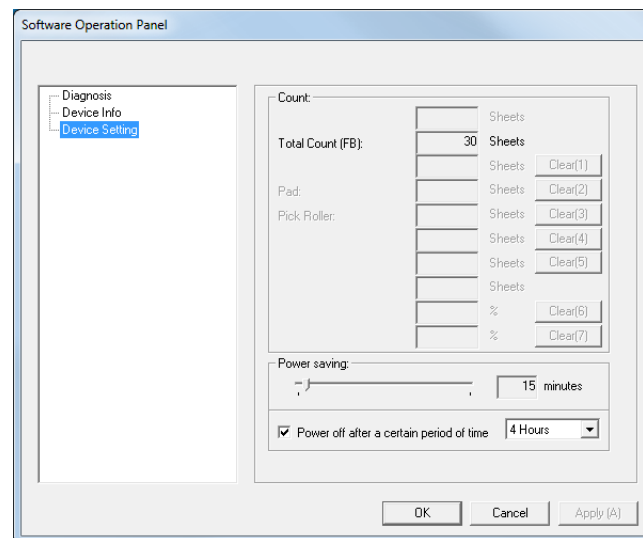 Software Operation Panel
Diagnosis
Device Info
Device Setting
Count:
Sheets
Total Count (FB): 30 Sheets
Sheets Clear(1)
Pad: Sheets Clear(2)
Pick Roller: Sheets Clear(3)
Sheets Clear(4)
Sheets Clear(5)
Sheets
% Clear(6)
% Clear(7)
Power saving:
15 minutes
Power off after a certain period of time 4 Hours
OK Cancel Apply (A)